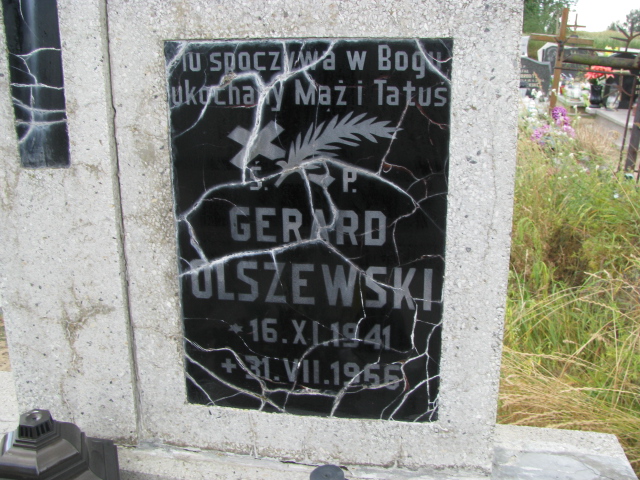 Tu spoczywa w Bogu
ukochany Mąż i Tatuś
Ś. P.
GERARD
OLSZEWSKI
* 16.XI.1941
+ 31.VII.1966